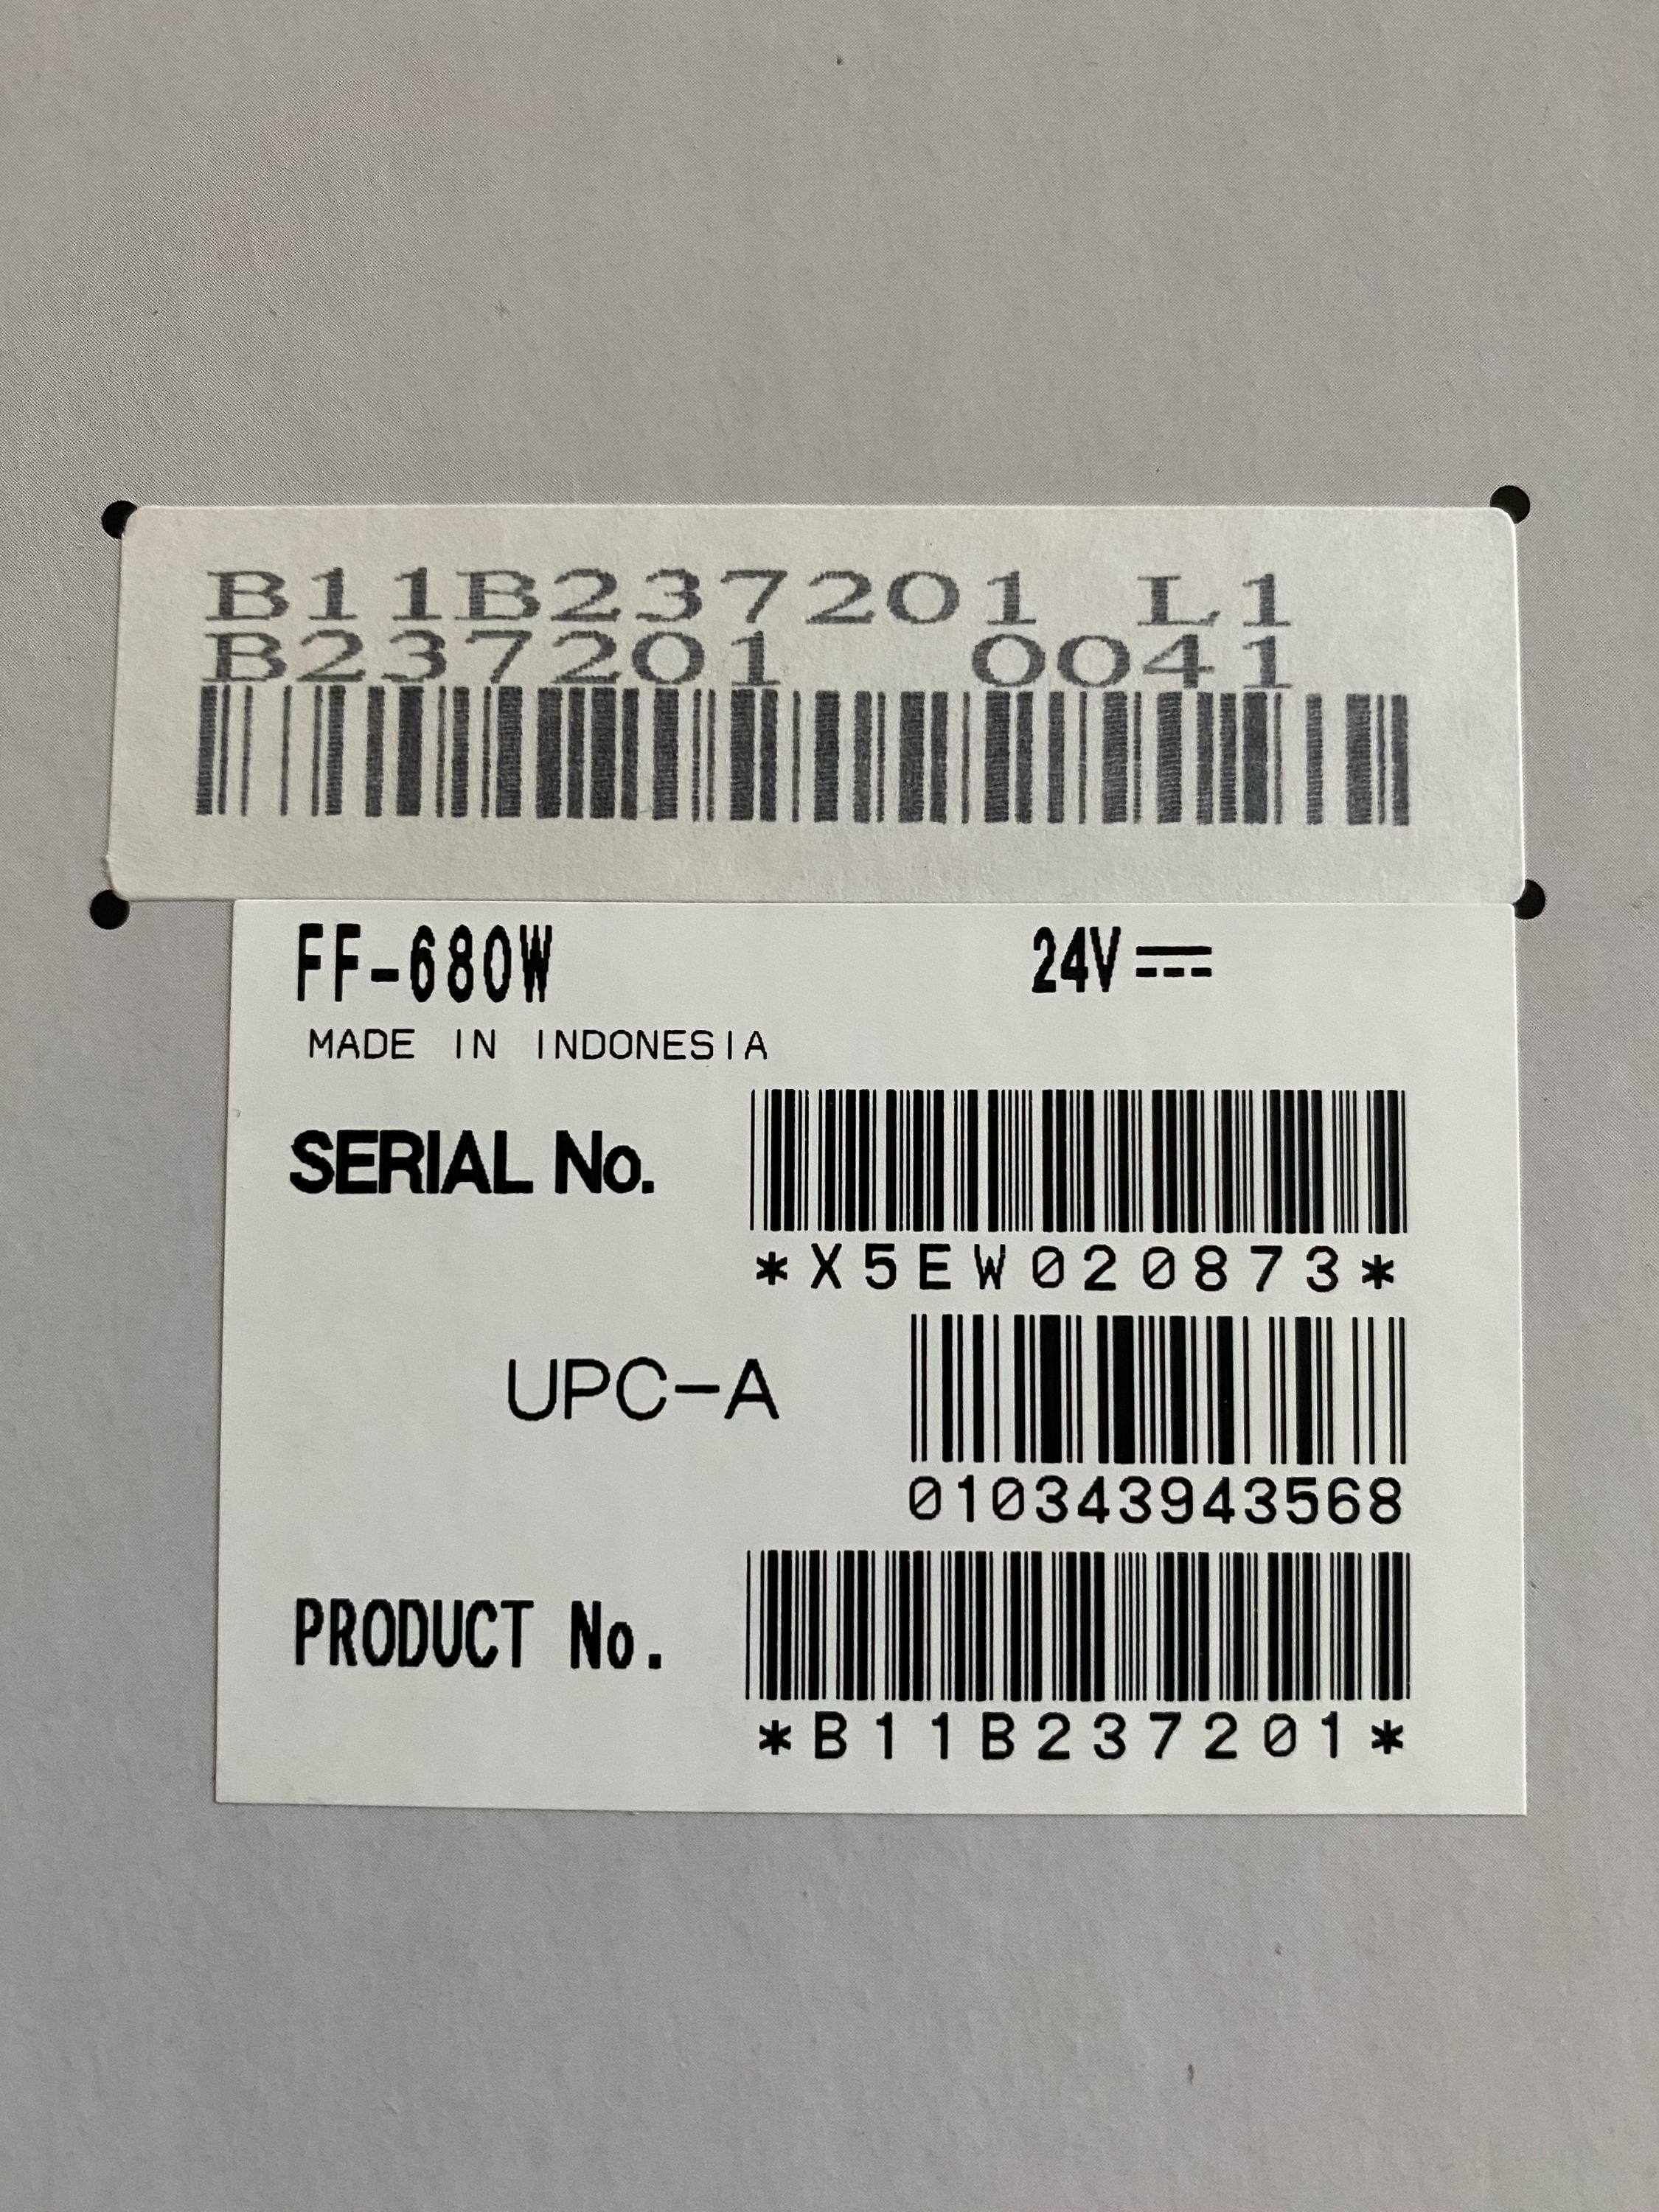 B11B237201 L1
B237201 0041
FF-680W 24V
MADE IN INDONESIA
SERIAL No.
*X5EW020873*
UPC-A
010343943568
PRODUCT No.
*B11B237201*